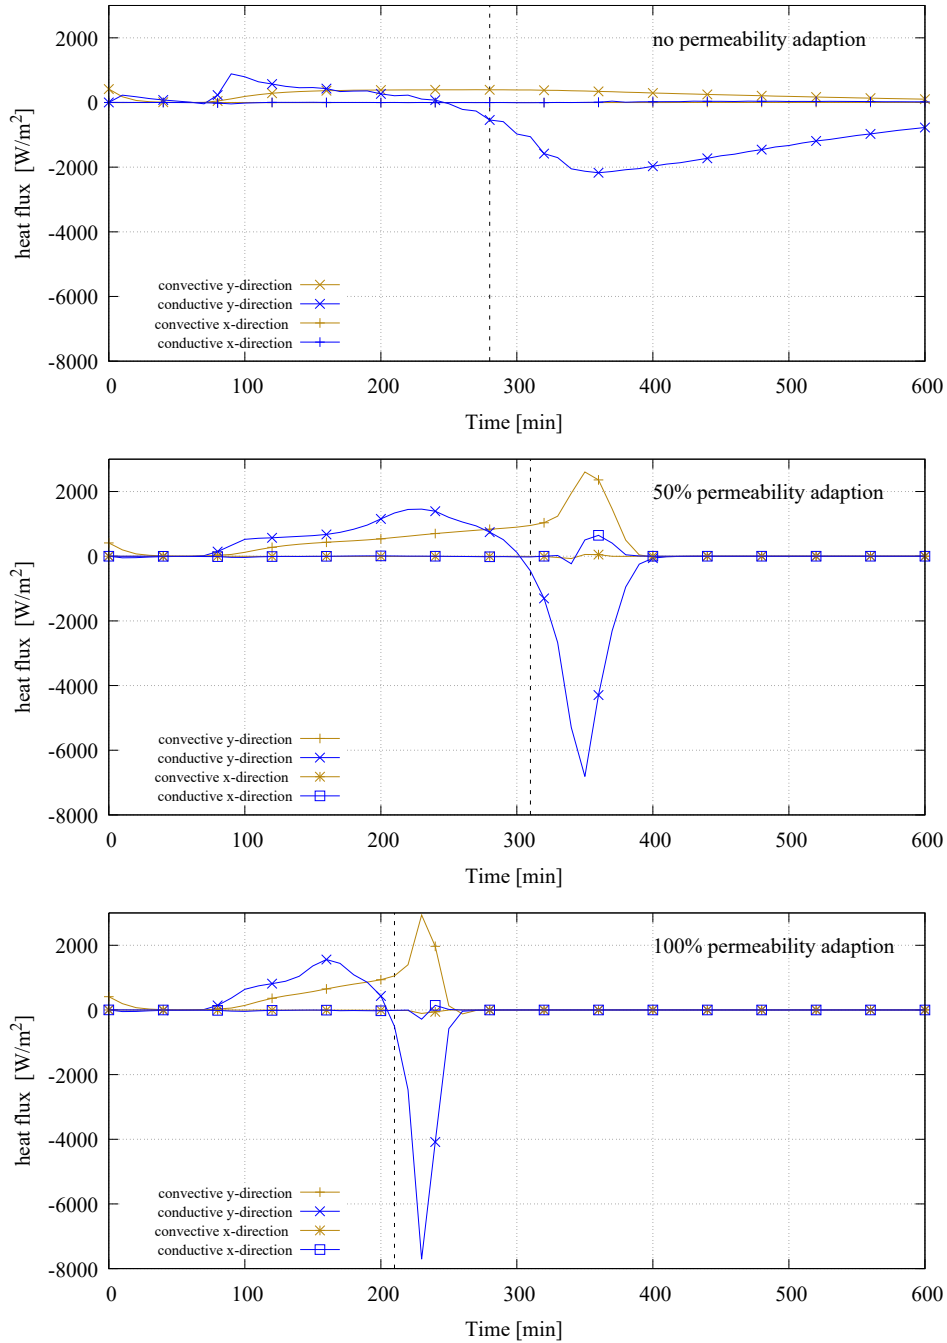 no permeability adaption
2000
0
-2000
-4000
-6000
-8000
heat flux [W/m²]
convective y-direction
conductive y-direction
convective x-direction
conductive x-direction
0 100 200 300 400 500 600
Time [min]
50% permeability adaption
2000
0
-2000
-4000
-6000
-8000
heat flux [W/m²]
convective y-direction
conductive y-direction
convective x-direction
conductive x-direction
0 100 200 300 400 500 600
Time [min]
100% permeability adaption
2000
0
-2000
-4000
-6000
-8000
heat flux [W/m²]
convective y-direction
conductive y-direction
convective x-direction
conductive x-direction
0 100 200 300 400 500 600
Time [min]